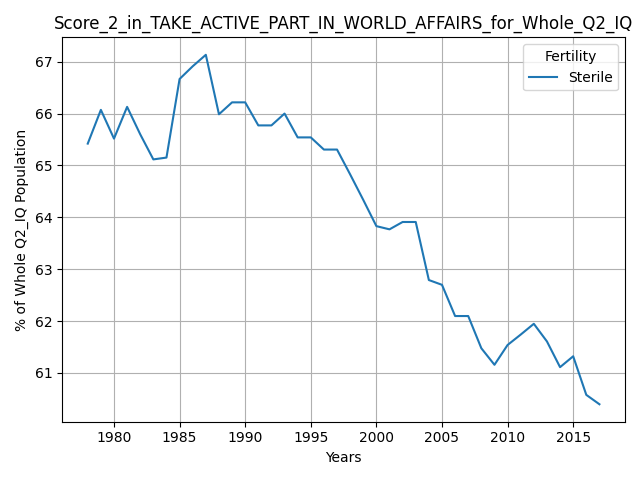 Score_2_in_TAKE_ACTIVE_PART_IN_WORLD_AFFAIRS_for_Whole_Q2_IQ
Fertility
Sterile
% of Whole Q2_IQ Population
67
66
65
64
63
62
61
1980 1985 1990 1995 2000 2005 2010 2015
Years